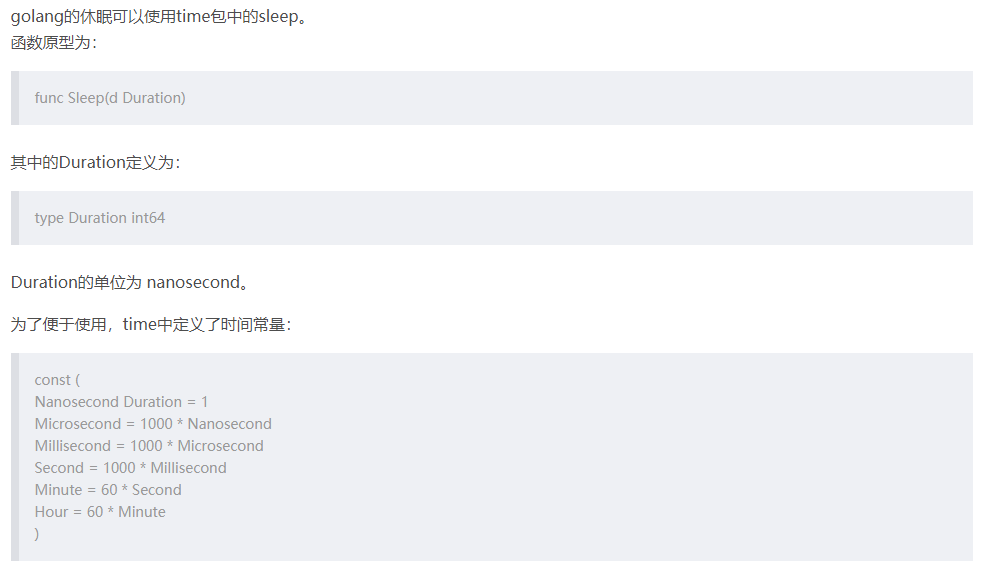 golang的休眠可以使用time包中的sleep。
函数原型为：
func Sleep(d Duration)
其中的Duration定义为：
type Duration int64
Duration的单位为 nanosecond。
为了便于使用，time中定义了时间常量：
const (
Nanosecond Duration = 1
Microsecond = 1000 * Nanosecond
Millisecond = 1000 * Microsecond
Second = 1000 * Millisecond
Minute = 60 * Second
Hour = 60 * Minute
)